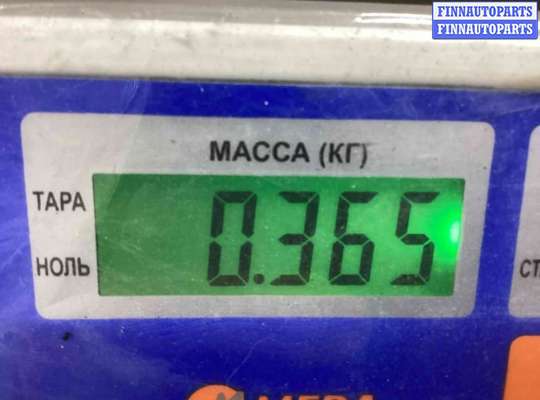 FINNAUTOPARTS
FINNAUTOPARTS
МАССА (КГ)
ТАРА
0.365
НОЛЬ